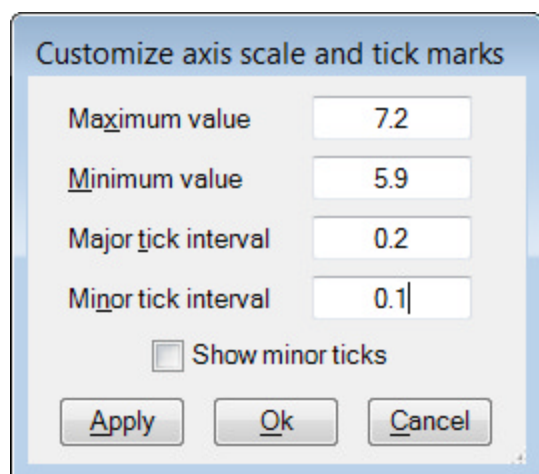 Customize axis scale and tick marks
Maximum value 7.2
Minimum value 5.9
Major tick interval 0.2
Minor tick interval 0.1
Show minor ticks
Apply Ok Cancel